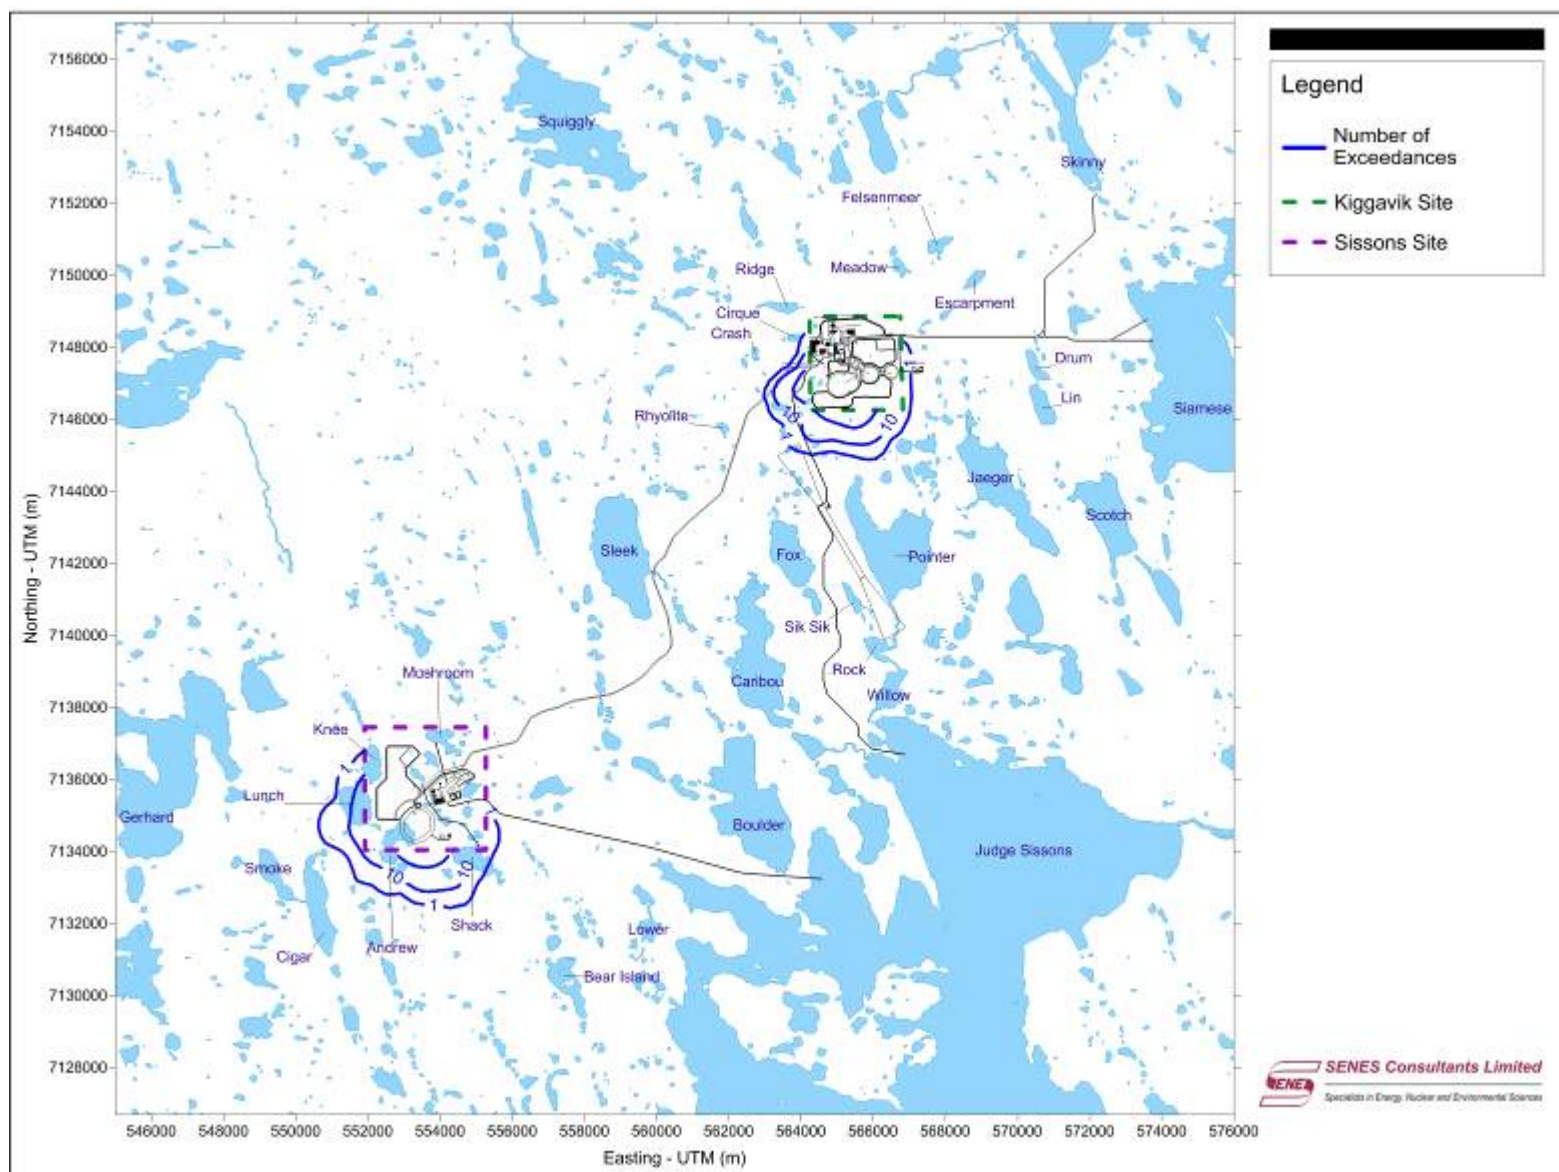 Legend
Number of
Exceedances
Kiggavik Site
Sissons Site
Northing - UTM (m)
7156000
7154000
7152000
7150000
7148000
7146000
7144000
7142000
7140000
7138000
7136000
7134000
7132000
7130000
7128000
Squiggly
Skinny
Felsenmeer
Ridge
Meadow
Escarpment
Cirque
Crash
Drum
Lin
Siamese
Rhyolite
10
10
1
Jaeger
Scotch
Sleek
Fox
Pointer
Sik Sik
Rock
Caribou
Willow
Mushroom
Knee
1
Lunch
Gerhard
Boulder
Judge Sissons
Smoke
10
10
1
Shack
Lower
Cigar
Andrew
Bear Island
546000 548000 550000 552000 554000 556000 558000 560000 562000 564000 566000 568000 570000 572000 574000 576000
Easting - UTM (m)
SENES
SENES Consultants Limited
Specialists in Energy, Nuclear and Environmental Sciences